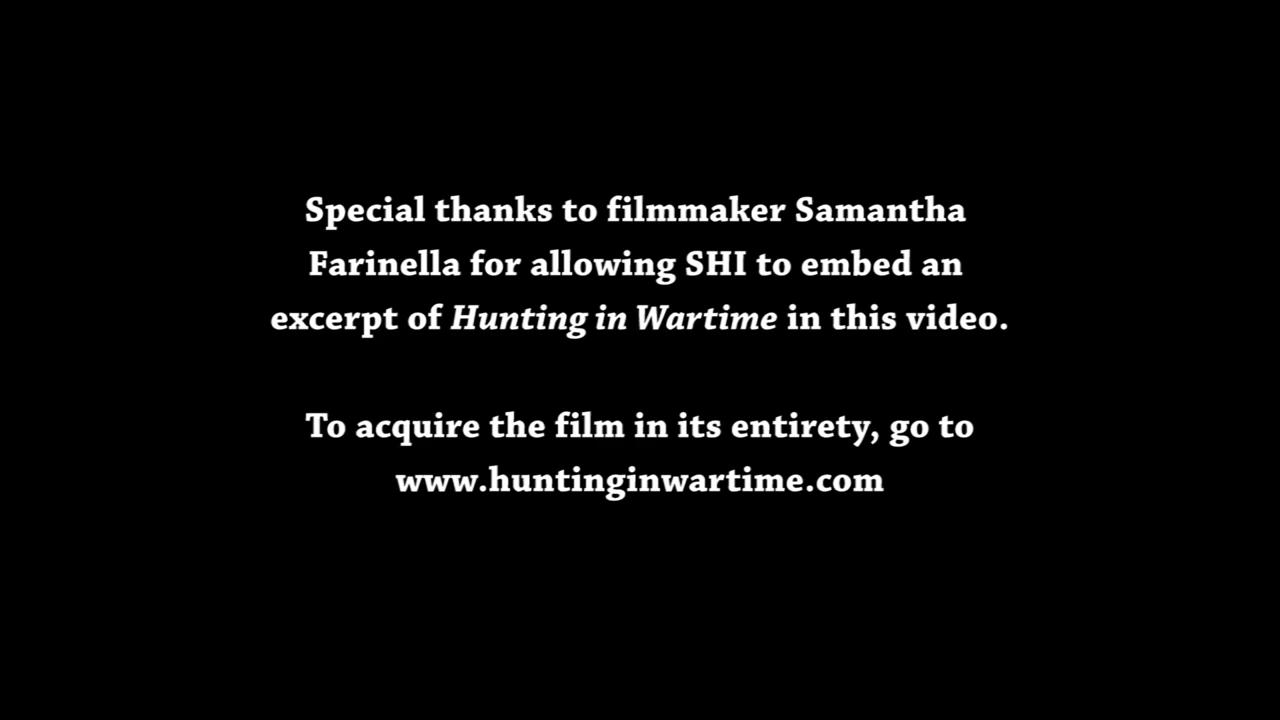 Special thanks to filmmaker Samantha
Farinella for allowing SHI to embed an
excerpt of Hunting in Wartime in this video.
To acquire the film in its entirety, go to
www.huntinginwartime.com